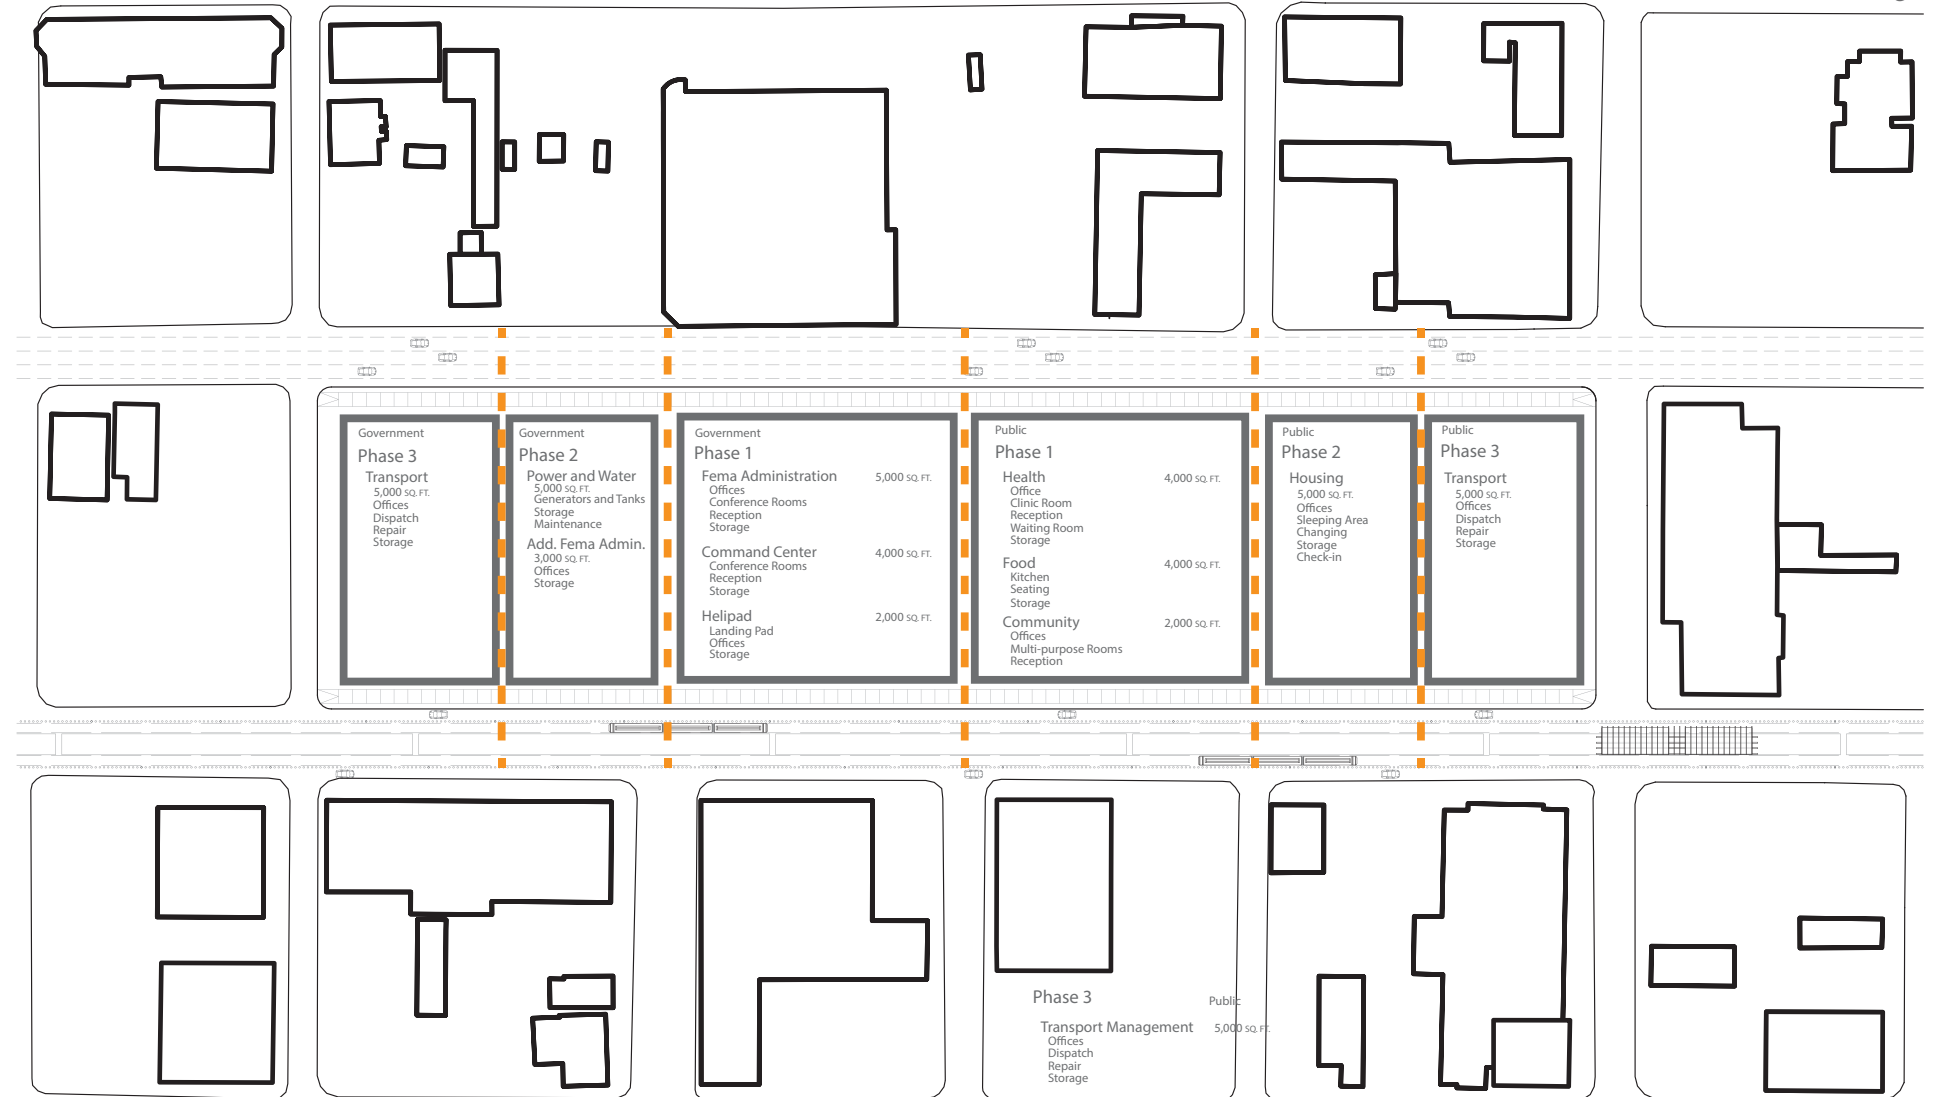 Government
Phase 3
Transport
5,000 SQ. FT.
Offices
Dispatch
Repair
Storage
Government
Phase 2
Power and Water
5,000 SQ. FT.
Generators and Tanks
Storage
Maintenance
Add. Fema Admin.
3,000 SQ. FT.
Offices
Storage
Government
Phase 1
Fema Administration 5,000 SQ. FT.
Offices
Conference Rooms
Reception
Storage
Command Center 4,000 SQ. FT.
Conference Rooms
Reception
Storage
Helipad 2,000 SQ. FT.
Landing Pad
Offices
Storage
Public
Phase 1
Health 4,000 SQ. FT.
Office
Clinic Room
Reception
Waiting Room
Storage
Food 4,000 SQ. FT.
Kitchen
Seating
Storage
Community 2,000 SQ. FT.
Offices
Multi-purpose Rooms
Reception
Public
Phase 2
Housing
5,000 SQ. FT.
Offices
Sleeping Area
Changing
Storage
Check-in
Public
Phase 3
Transport
5,000 SQ. FT.
Offices
Dispatch
Repair
Storage
Phase 3 Public
Transport Management 5,000 SQ. FT.
Offices
Dispatch
Repair
Storage